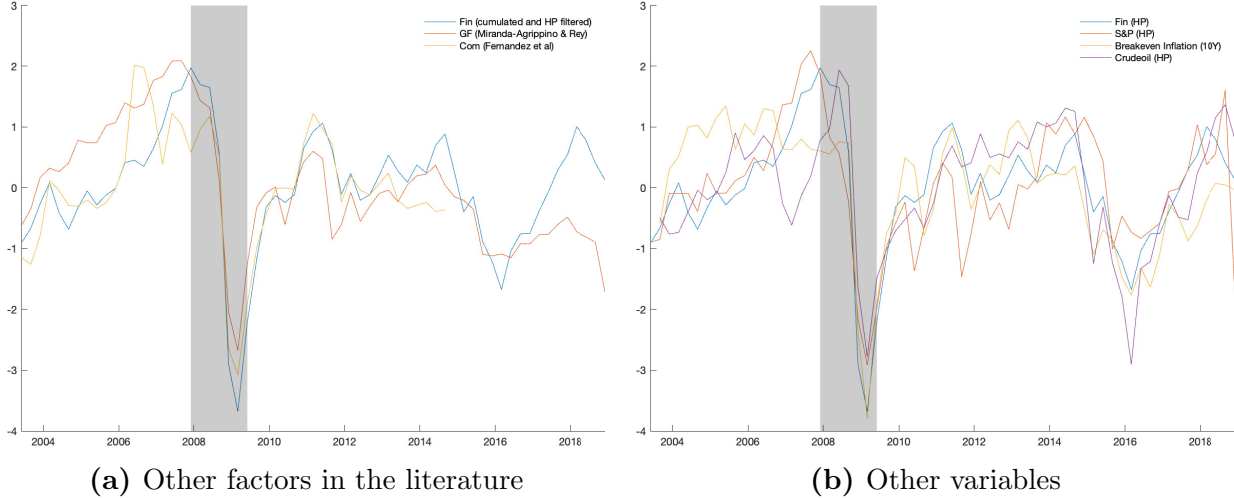 3
2
1
0
-1
-2
-3
-4
2004 2006 2008 2010 2012 2014 2016 2018
Fin (cumulated and HP filtered)
GF (Miranda-Agrippino & Rey)
Com (Fernandez et al)
(a) Other factors in the literature
3
2
1
0
-1
-2
-3
-4
2004 2006 2008 2010 2012 2014 2016 2018
Fin (HP)
S&P (HP)
Breakeven Inflation (10Y)
Crudeoil (HP)
(b) Other variables